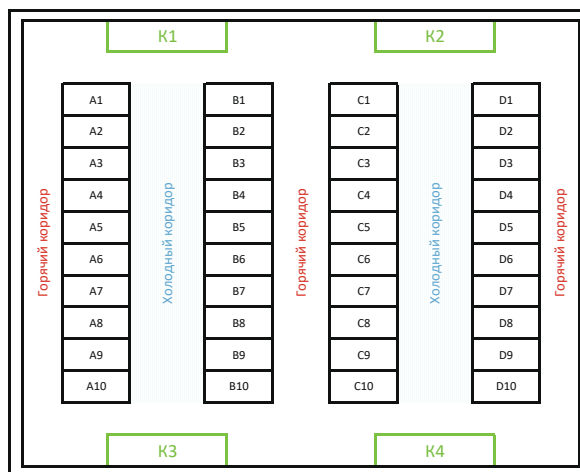 К1 К2
A1 B1 C1 D1
A2 B2 C2 D2
A3 B3 C3 D3
A4 B4 C4 D4
A5 B5 C5 D5
A6 B6 C6 D6
A7 B7 C7 D7
A8 B8 C8 D8
A9 B9 C9 D9
A10 B10 C10 D10
Горячий коридор
Холодный коридор
Горячий коридор
Холодный коридор
Горячий коридор
К3 К4